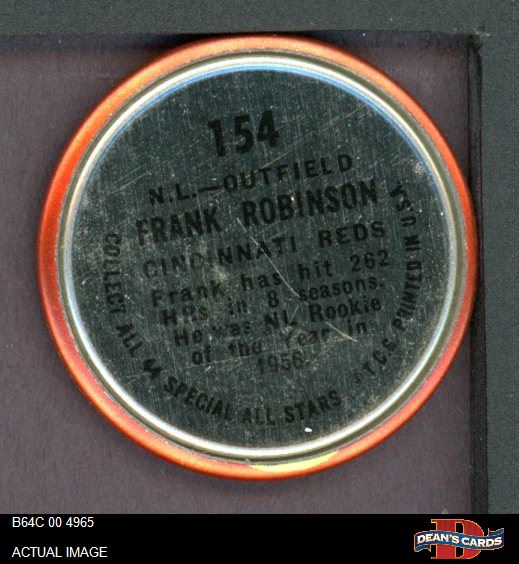 154
N.L.—OUTFIELD
FRANK ROBINSON
CINCINNATI REDS
Frank has hit 262
HRs in 8 seasons.
He was NL Rookie
of the Year in
1956.
COLLECT ALL 44 SPECIAL ALL STARS
©T.C.G. PRINTED IN USA
B64C 00 4965
ACTUAL IMAGE
DEAN'S CARDS